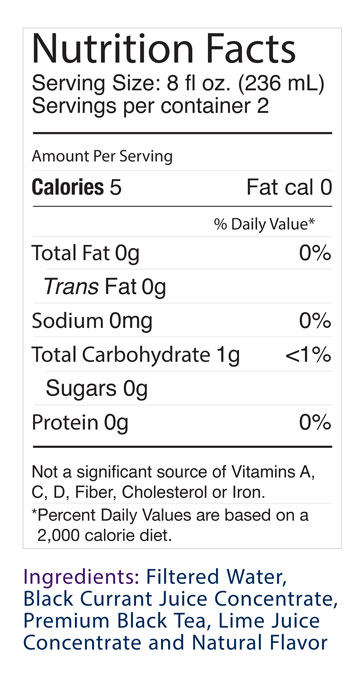 Nutrition Facts
Serving Size: 8 fl oz. (236 mL)
Servings per container 2
Amount Per Serving
Calories 5 Fat cal 0
% Daily Value*
Total Fat 0g 0%
Trans Fat 0g
Sodium 0mg 0%
Total Carbohydrate 1g <1%
Sugars 0g
Protein 0g 0%
Not a significant source of Vitamins A,
C, D, Fiber, Cholesterol or Iron.
*Percent Daily Values are based on a
2,000 calorie diet.
Ingredients: Filtered Water,
Black Currant Juice Concentrate,
Premium Black Tea, Lime Juice
Concentrate and Natural Flavor